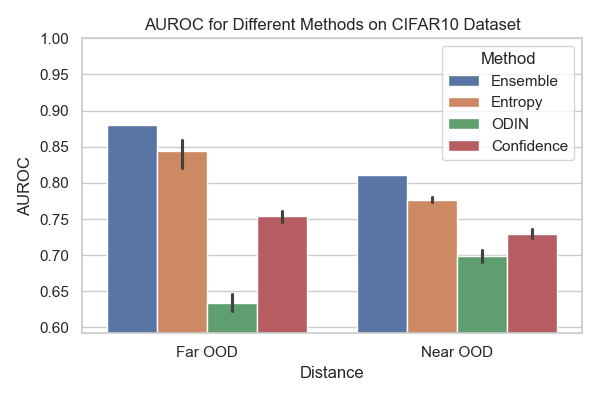 AUROC for Different Methods on CIFAR10 Dataset
AUROC
1.00
0.95
0.90
0.85
0.80
0.75
0.70
0.65
0.60
Method
Ensemble
Entropy
ODIN
Confidence
Far OOD
Near OOD
Distance